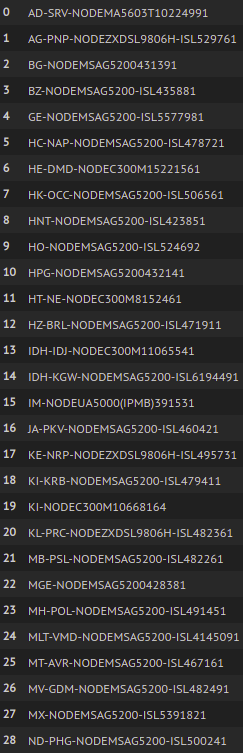 0 AD-SRV-NODEMA5603T10224991
1 AG-PNP-NODEZXDSL9806H-ISL529761
2 BG-NODEMSAG5200431391
3 BZ-NODEMSAG5200-ISL435881
4 GE-NODEMSAG5200-ISL5577981
5 HC-NAP-NODEMSAG5200-ISL478721
6 HE-DMD-NODEC300M15221561
7 HK-OCC-NODEMSAG5200-ISL506561
8 HNT-NODEMSAG5200-ISL423851
9 HO-NODEMSAG5200-ISL524692
10 HPG-NODEMSAG5200432141
11 HT-NE-NODEC300M8152461
12 HZ-BRL-NODEMSAG5200-ISL471911
13 IDH-IDJ-NODEC300M11065541
14 IDH-KGW-NODEMSAG5200-ISL6194491
15 IM-NODEUA5000(IPMB)391531
16 JA-PKV-NODEMSAG5200-ISL460421
17 KE-NRP-NODEZXDSL9806H-ISL495731
18 KI-KRB-NODEMSAG5200-ISL479411
19 KI-NODEC300M10668164
20 KL-PRC-NODEZXDSL9806H-ISL482361
21 MB-PSL-NODEMSAG5200-ISL482261
22 MGE-NODEMSAG5200428381
23 MH-POL-NODEMSAG5200-ISL491451
24 MLT-VMD-NODEMSAG5200-ISL4145091
25 MT-AVR-NODEMSAG5200-ISL467161
26 MV-GDM-NODEMSAG5200-ISL482491
27 MX-NODEMSAG5200-ISL5391821
28 ND-PHG-NODEMSAG5200-ISL500241